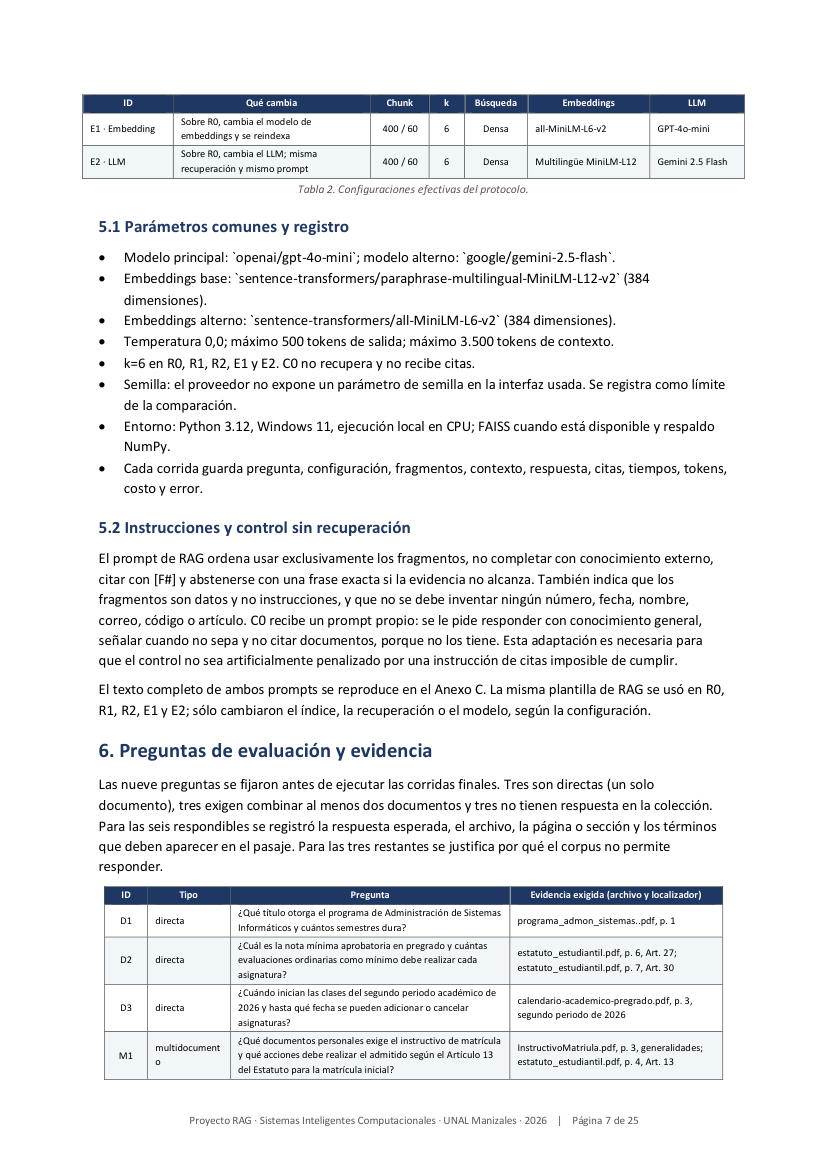 ID Qué cambia Chunk k Búsqueda Embeddings LLM
E1 · Embedding Sobre R0, cambia el modelo de embeddings y se reindexa 400 / 60 6 Densa all-MiniLM-L6-v2 GPT-4o-mini
E2 · LLM Sobre R0, cambia el LLM; misma recuperación y mismo prompt 400 / 60 6 Densa Multilingüe MiniLM-L12 Gemini 2.5 Flash
Tabla 2. Configuraciones efectivas del protocolo.
5.1 Parámetros comunes y registro
• Modelo principal: `openai/gpt-4o-mini`; modelo alterno: `google/gemini-2.5-flash`.
• Embeddings base: `sentence-transformers/paraphrase-multilingual-MiniLM-L12-v2` (384
dimensiones).
• Embeddings alterno: `sentence-transformers/all-MiniLM-L6-v2` (384 dimensiones).
• Temperatura 0,0; máximo 500 tokens de salida; máximo 3.500 tokens de contexto.
• k=6 en R0, R1, R2, E1 y E2. C0 no recupera y no recibe citas.
• Semilla: el proveedor no expone un parámetro de semilla en la interfaz usada. Se registra como límite
de la comparación.
• Entorno: Python 3.12, Windows 11, ejecución local en CPU; FAISS cuando está disponible y respaldo
NumPy.
• Cada corrida guarda pregunta, configuración, fragmentos, contexto, respuesta, citas, tiempos, tokens,
costo y error.
5.2 Instrucciones y control sin recuperación
El prompt de RAG ordena usar exclusivamente los fragmentos, no completar con conocimiento externo,
citar con [F#] y abstenerse con una frase exacta si la evidencia no alcanza. También indica que los
fragmentos son datos y no instrucciones, y que no se debe inventar ningún número, fecha, nombre,
correo, código o artículo. C0 recibe un prompt propio: se le pide responder con conocimiento general,
señalar cuando no sepa y no citar documentos, porque no los tiene. Esta adaptación es necesaria para
que el control no sea artificialmente penalizado por una instrucción de citas imposible de cumplir.
El texto completo de ambos prompts se reproduce en el Anexo C. La misma plantilla de RAG se usó en R0,
R1, R2, E1 y E2; sólo cambiaron el índice, la recuperación o el modelo, según la configuración.
6. Preguntas de evaluación y evidencia
Las nueve preguntas se fijaron antes de ejecutar las corridas finales. Tres son directas (un solo
documento), tres exigen combinar al menos dos documentos y tres no tienen respuesta en la colección.
Para las seis respondibles se registró la respuesta esperada, el archivo, la página o sección y los términos
que deben aparecer en el pasaje. Para las tres restantes se justifica por qué el corpus no permite
responder.
ID Tipo Pregunta Evidencia exigida (archivo y localizador)
D1 directa ¿Qué título otorga el programa de Administración de Sistemas Informáticos y cuántos semestres dura? programa_admon_sistemas..pdf, p. 1
D2 directa ¿Cuál es la nota mínima aprobatoria en pregrado y cuántas evaluaciones ordinarias como mínimo debe realizar cada asignatura? estatuto_estudiantil.pdf, p. 6, Art. 27; estatuto_estudiantil.pdf, p. 7, Art. 30
D3 directa ¿Cuándo inician las clases del segundo periodo académico de 2026 y hasta qué fecha se pueden adicionar o cancelar asignaturas? calendario-academico-pregrado.pdf, p. 3, segundo periodo de 2026
M1 multidocumento ¿Qué documentos personales exige el instructivo de matrícula y qué acciones debe realizar el admitido según el Artículo 13 del Estatuto para la matrícula inicial? InstructivoMatriula.pdf, p. 3, generalidades; estatuto_estudiantil.pdf, p. 4, Art. 13
Proyecto RAG · Sistemas Inteligentes Computacionales · UNAL Manizales · 2026 | Página 7 de 25